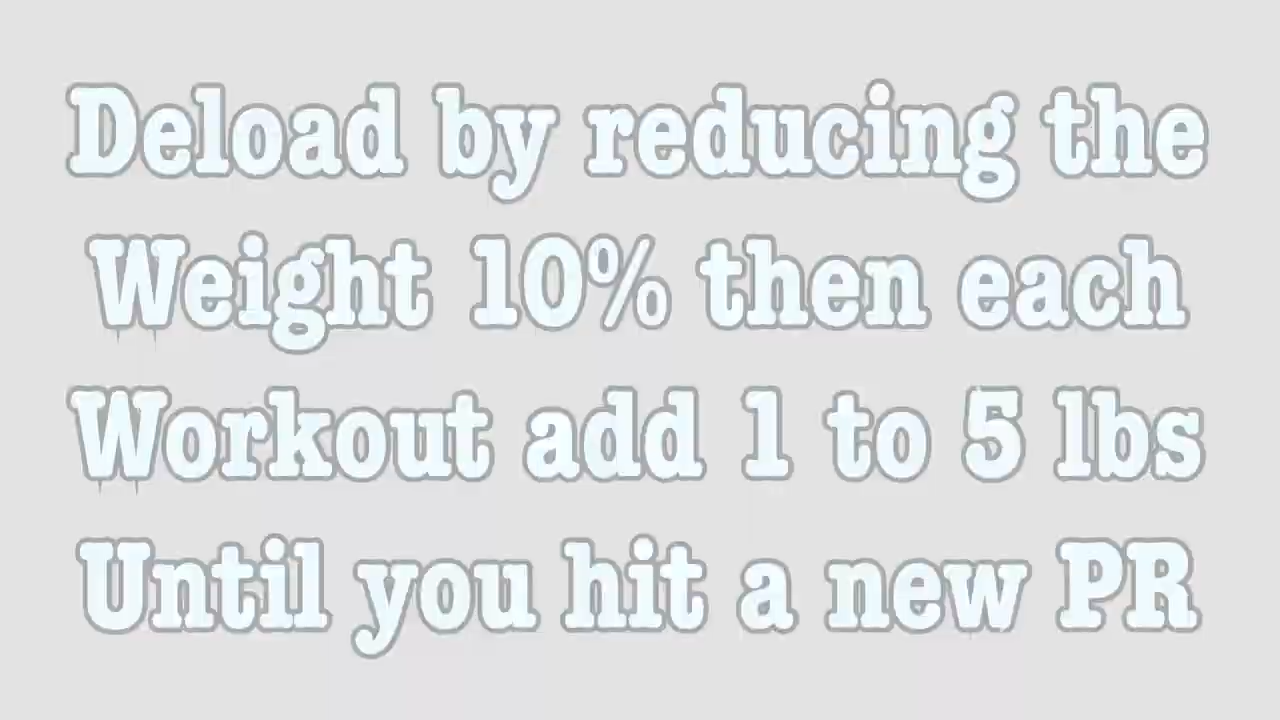 Deload by reducing the
Weight 10% then each
Workout add 1 to 5 lbs
Until you hit a new PR